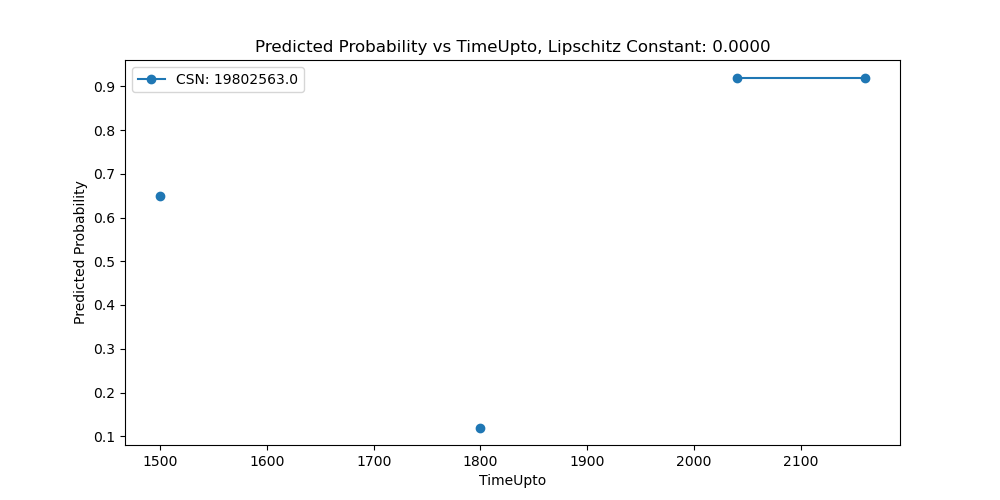 Predicted Probability vs TimeUpto, Lipschitz Constant: 0.0000
CSN: 19802563.0
Predicted Probability
0.9
0.8
0.7
0.6
0.5
0.4
0.3
0.2
0.1
1500 1600 1700 1800 1900 2000 2100
TimeUpto